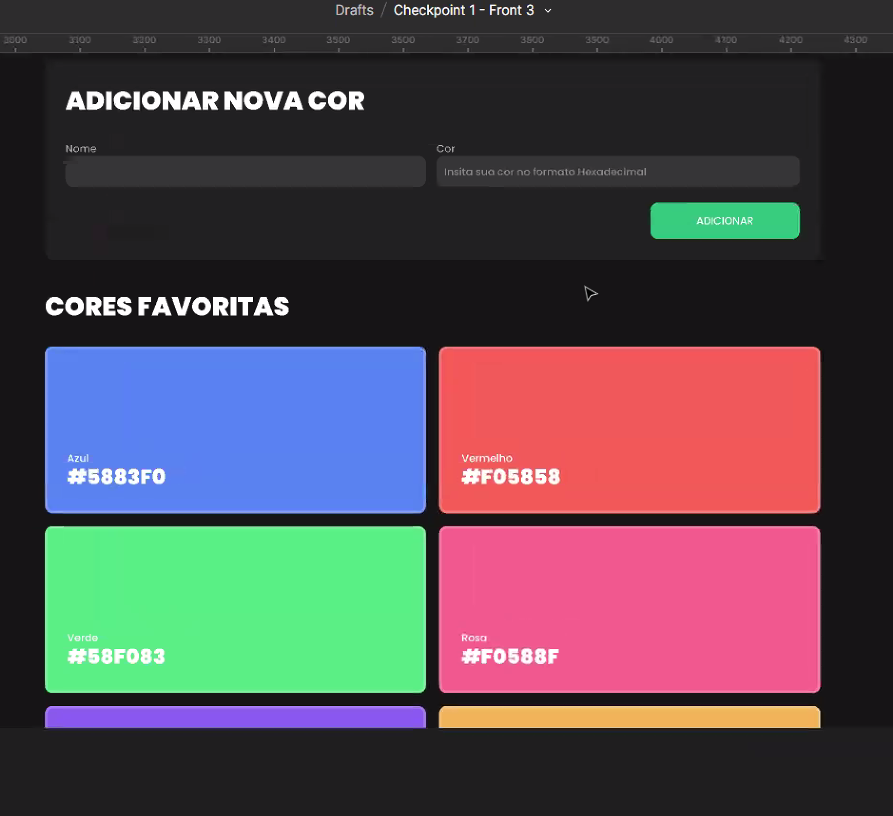 Drafts / Checkpoint 1 - Front 3
3000 3100 3200 3300 3400 3500 3600 3700 3800 3900 4000 4100 4200 4300
ADICIONAR NOVA COR
Nome Cor
Insita sua cor no formato Hexadecimal
ADICIONAR
CORES FAVORITAS
Azul Vermelho
#5883F0 #F05858
Verde Rosa
#58F083 #F0588F